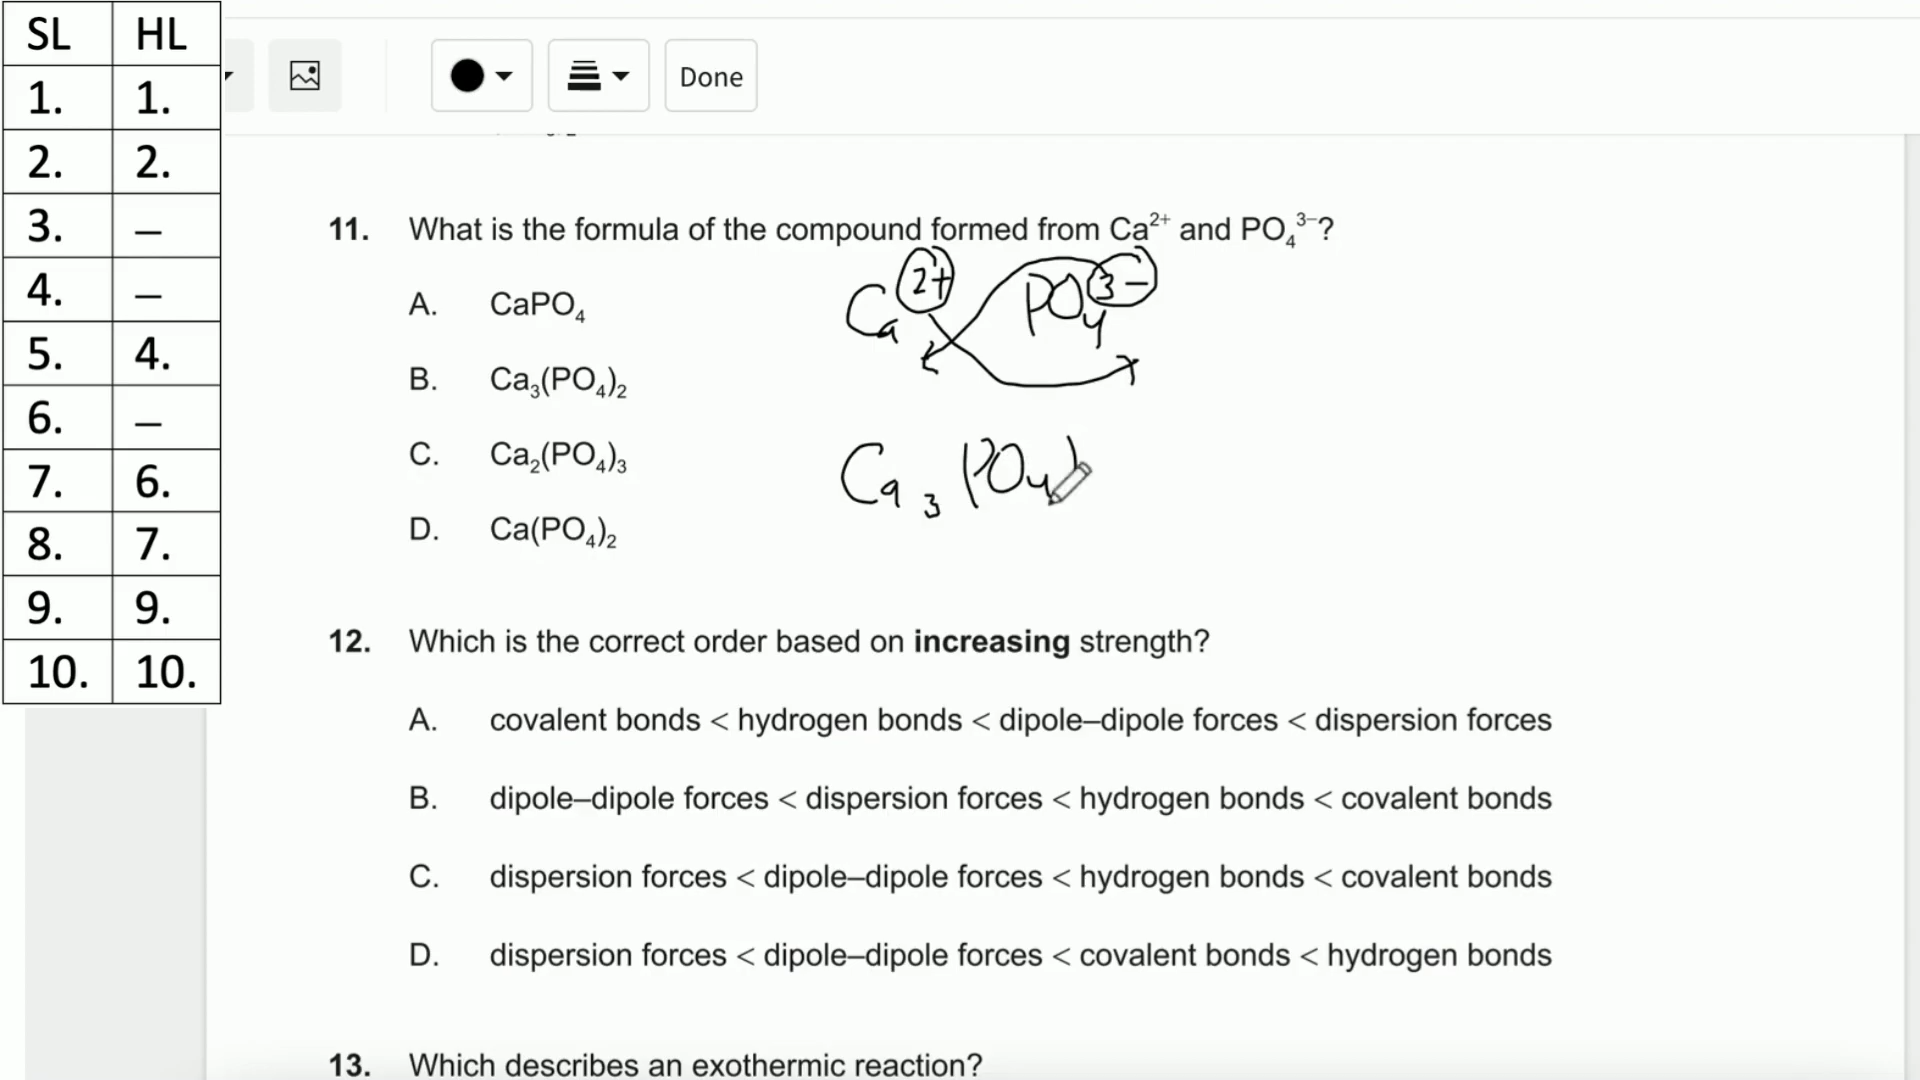 SL HL
1. 1.
2. 2.
3. –
4. –
5. 4.
6. –
7. 6.
8. 7.
9. 9.
10. 10.
Done
11. What is the formula of the compound formed from Ca²⁺ and PO₄³⁻?
Ca²⁺ PO₄³⁻
A. CaPO₄
B. Ca₃(PO₄)₂
C. Ca₂(PO₄)₃
Ca₃(PO₄)
D. Ca(PO₄)₂
12. Which is the correct order based on increasing strength?
A. covalent bonds < hydrogen bonds < dipole–dipole forces < dispersion forces
B. dipole–dipole forces < dispersion forces < hydrogen bonds < covalent bonds
C. dispersion forces < dipole–dipole forces < hydrogen bonds < covalent bonds
D. dispersion forces < dipole–dipole forces < covalent bonds < hydrogen bonds
13. Which describes an exothermic reaction?